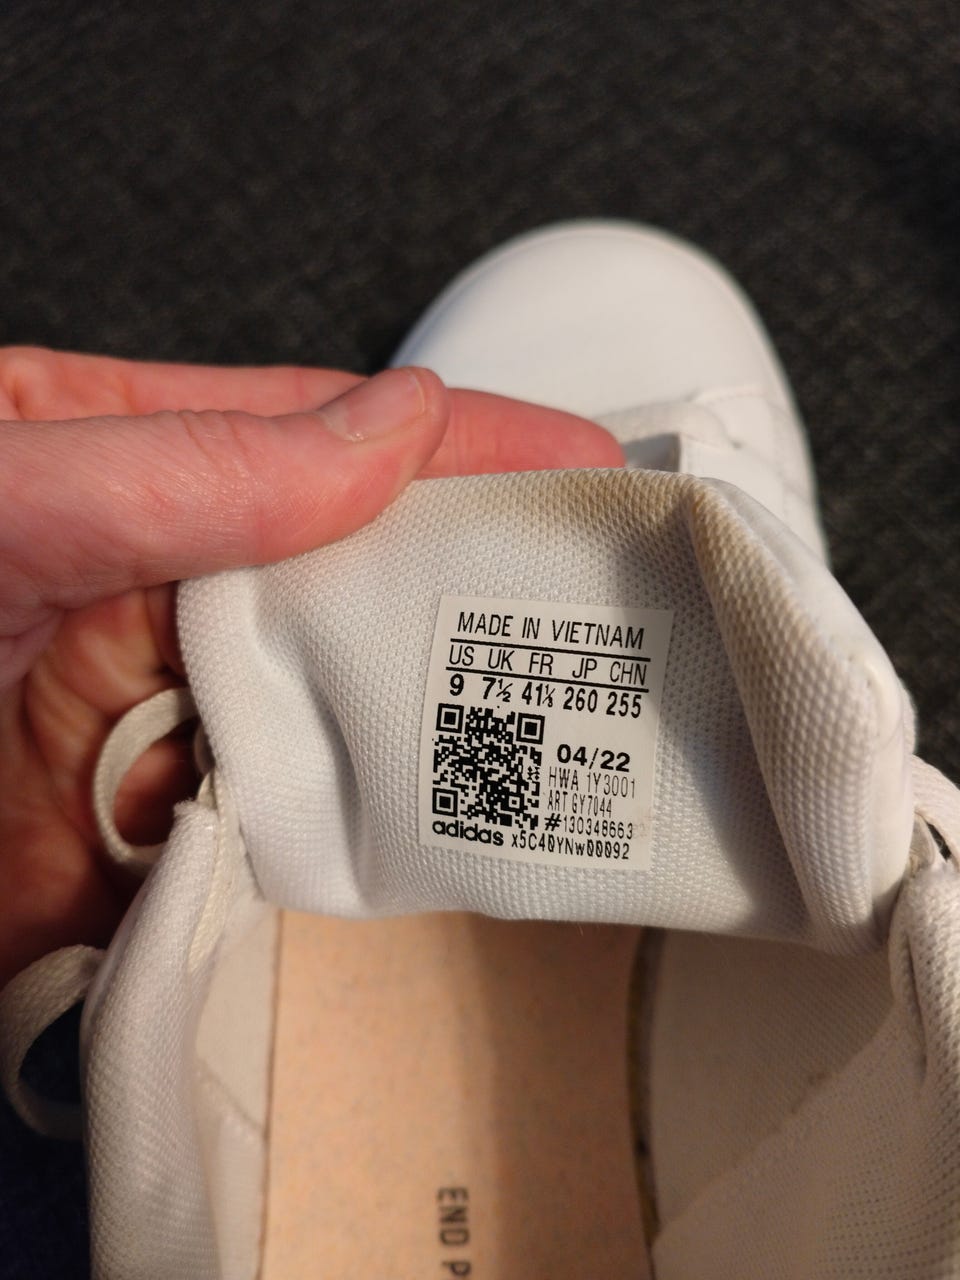 MADE IN VIETNAM
US UK FR JP CHN
9 7½ 41⅓ 260 255
04/22
HWA 1Y3001
ART GY7044
#130348663
adidas x5C40YNw00092
END P